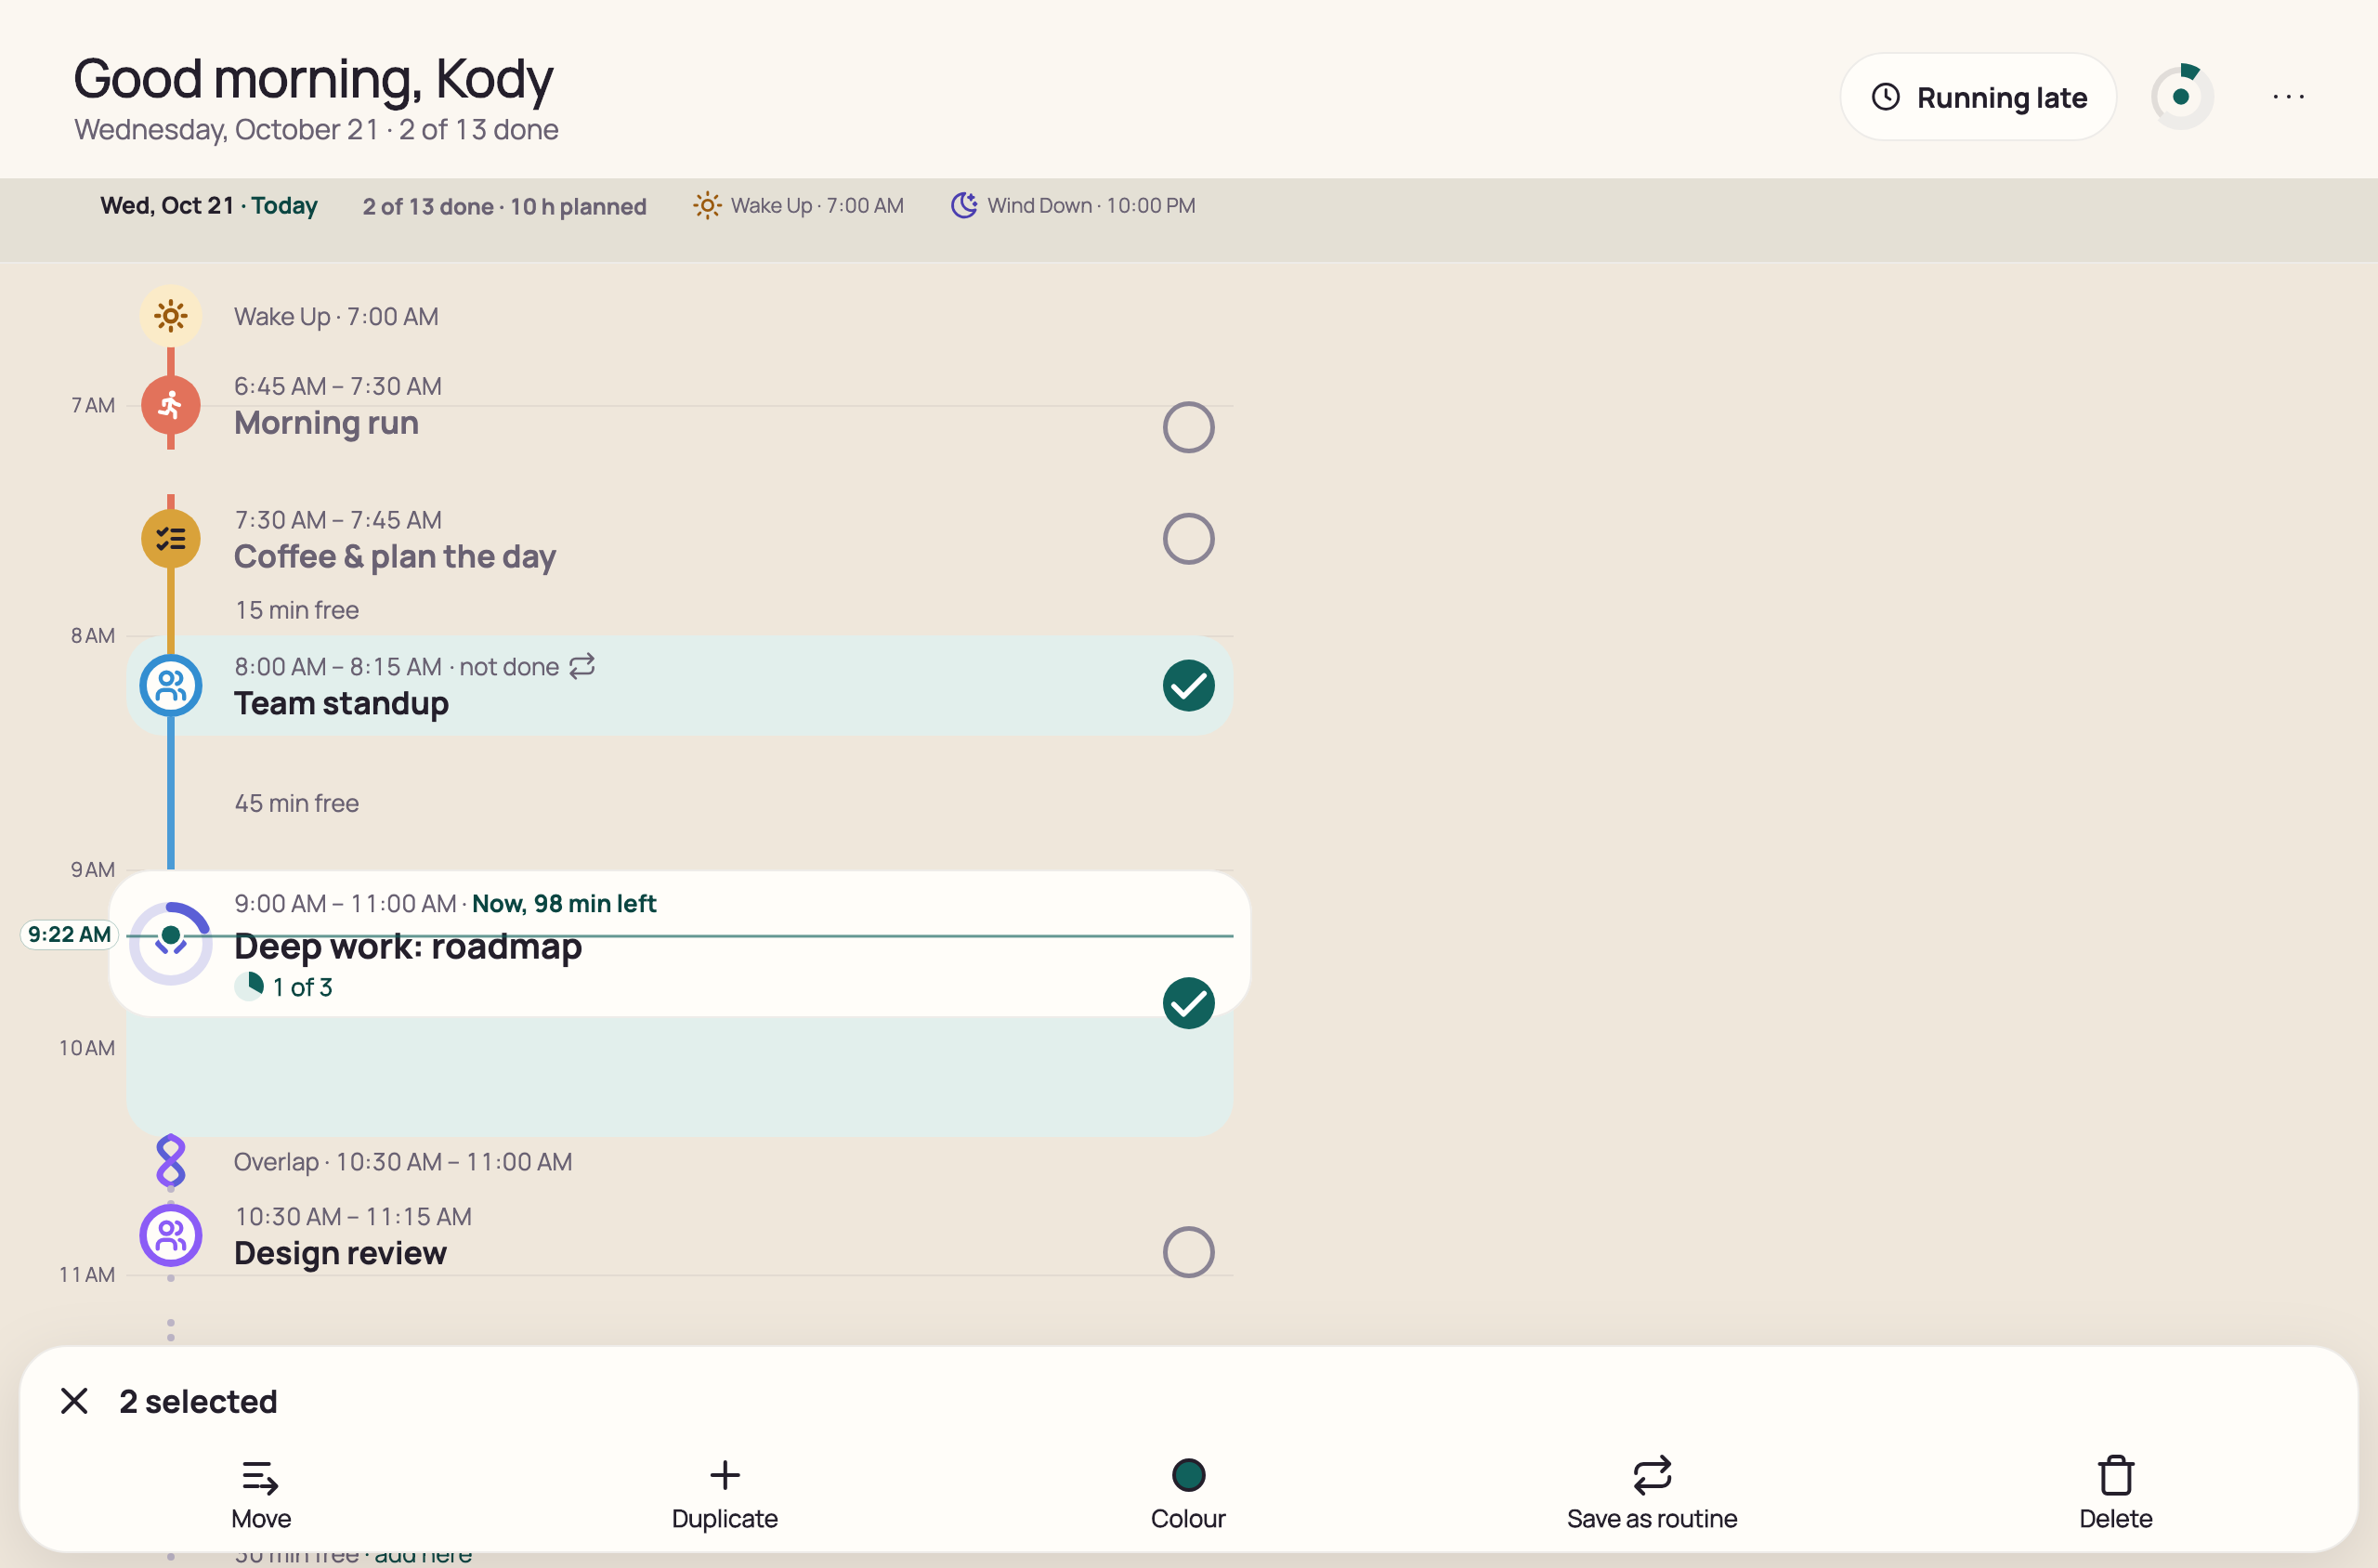 Good morning, Kody
Wednesday, October 21 · 2 of 13 done
Running late
Wed, Oct 21 · Today
2 of 13 done · 10 h planned
Wake Up · 7:00 AM
Wind Down · 10:00 PM
Wake Up · 7:00 AM
6:45 AM – 7:30 AM
7 AM
Morning run
7:30 AM – 7:45 AM
Coffee & plan the day
15 min free
8 AM
8:00 AM – 8:15 AM · not done
Team standup
45 min free
9 AM
9:00 AM – 11:00 AM · Now, 98 min left
9:22 AM
Deep work: roadmap
1 of 3
10 AM
Overlap · 10:30 AM – 11:00 AM
10:30 AM – 11:15 AM
Design review
11 AM
2 selected
Move
Duplicate
Colour
Save as routine
Delete
30 min free · add here